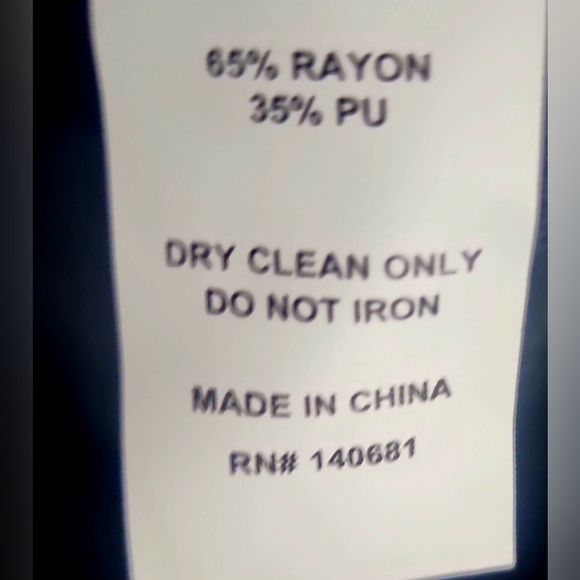 65% RAYON
35% PU
DRY CLEAN ONLY
DO NOT IRON
MADE IN CHINA
RN# 140681